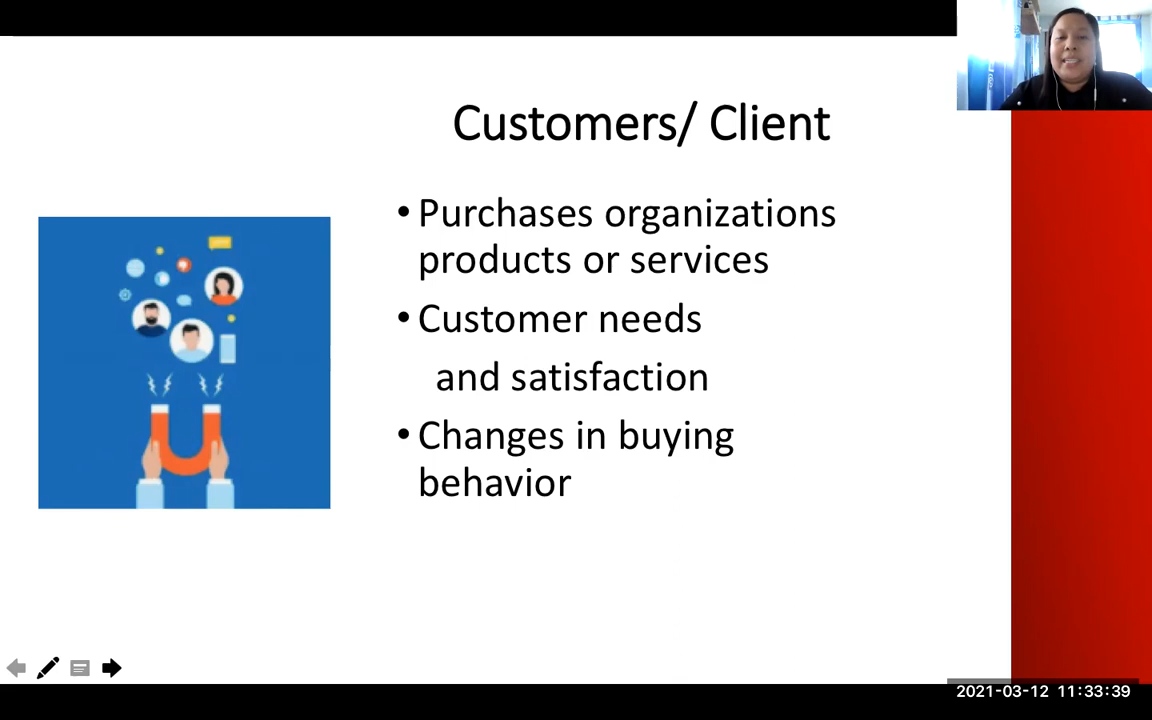 Customers/ Client
• Purchases organizations
products or services
• Customer needs
and satisfaction
• Changes in buying
behavior
2021-03-12 11:33:39